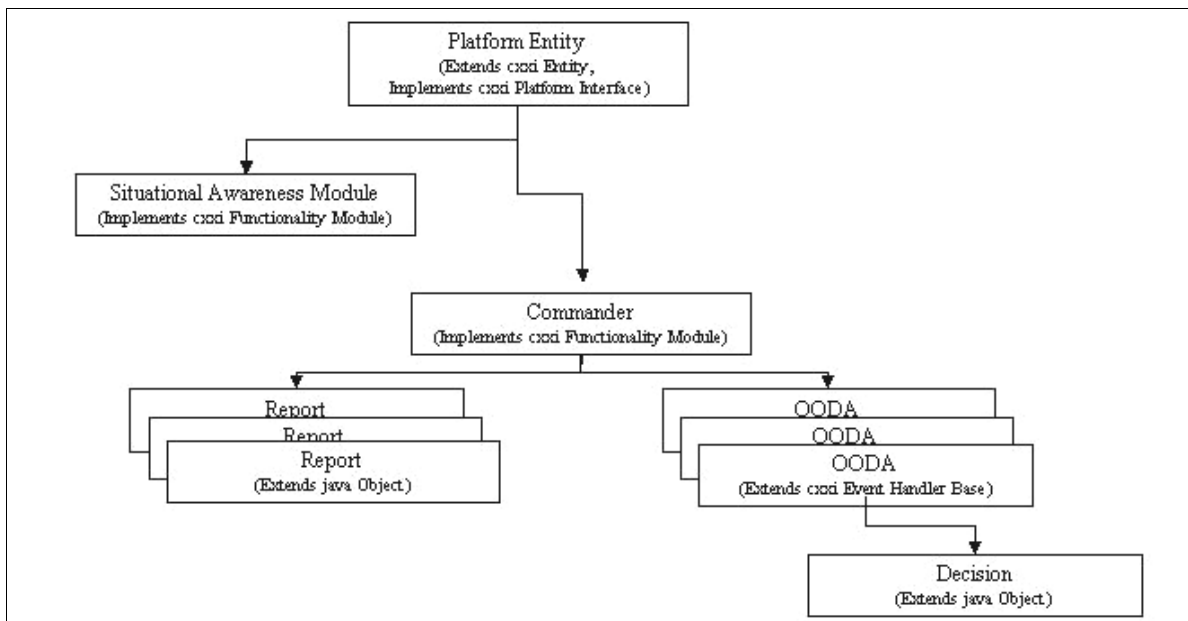 Platform Entity
(Extends cxxi Entity,
Implements cxxi Platform Interface)
Situational Awareness Module
(Implements cxxi Functionality Module)
Commander
(Implements cxxi Functionality Module)
Report
Report
Report
(Extends java Object)
OODA
OODA
OODA
(Extends cxxi Event Handler Base)
Decision
(Extends java Object)